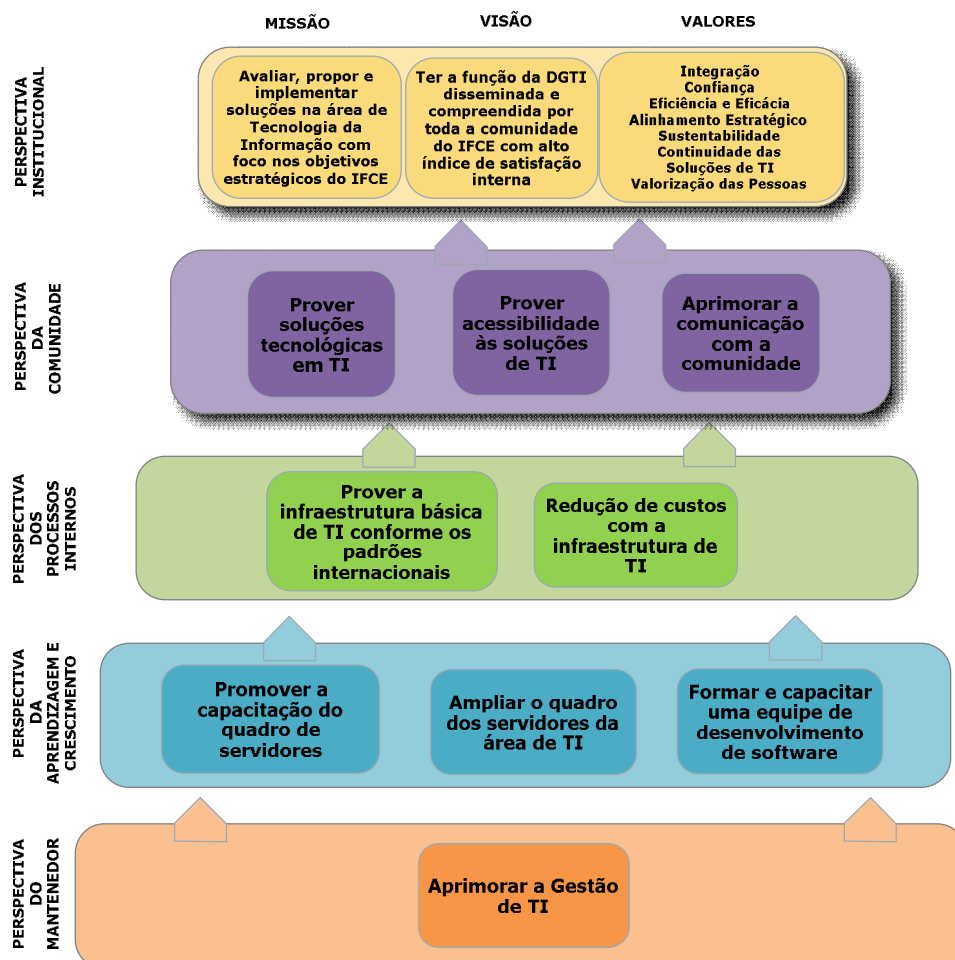 MISSÃO
VISÃO
VALORES
PERSPECTIVA
INSTITUCIONAL
Avaliar, propor e
implementar
soluções na área de
Tecnologia da
Informação com
foco nos objetivos
estratégicos do IFCE
Ter a função da DGTI
disseminada e
compreendida por
toda a comunidade
do IFCE com alto
índice de satisfação
interna
Integração
Confiança
Eficiência e Eficácia
Alinhamento Estratégico
Sustentabilidade
Continuidade das
Soluções de TI
Valorização das Pessoas
PERSPECTIVA
DA
COMUNIDADE
Prover
soluções
tecnológicas
em TI
Prover
acessibilidade
às soluções
de TI
Aprimorar a
comunicação
com a
comunidade
PERSPECTIVA
DOS
PROCESSOS
INTERNOS
Prover a
infraestrutura básica
de TI conforme os
padrões
internacionais
Redução de custos
com a
infraestrutura de
TI
PERSPECTIVA
DA
APRENDIZAGEM E
CRESCIMENTO
Promover a
capacitação do
quadro de
servidores
Ampliar o quadro
dos servidores da
área de TI
Formar e capacitar
uma equipe de
desenvolvimento
de software
PERSPECTIVA
DO
MANTENEDOR
Aprimorar a Gestão
de TI